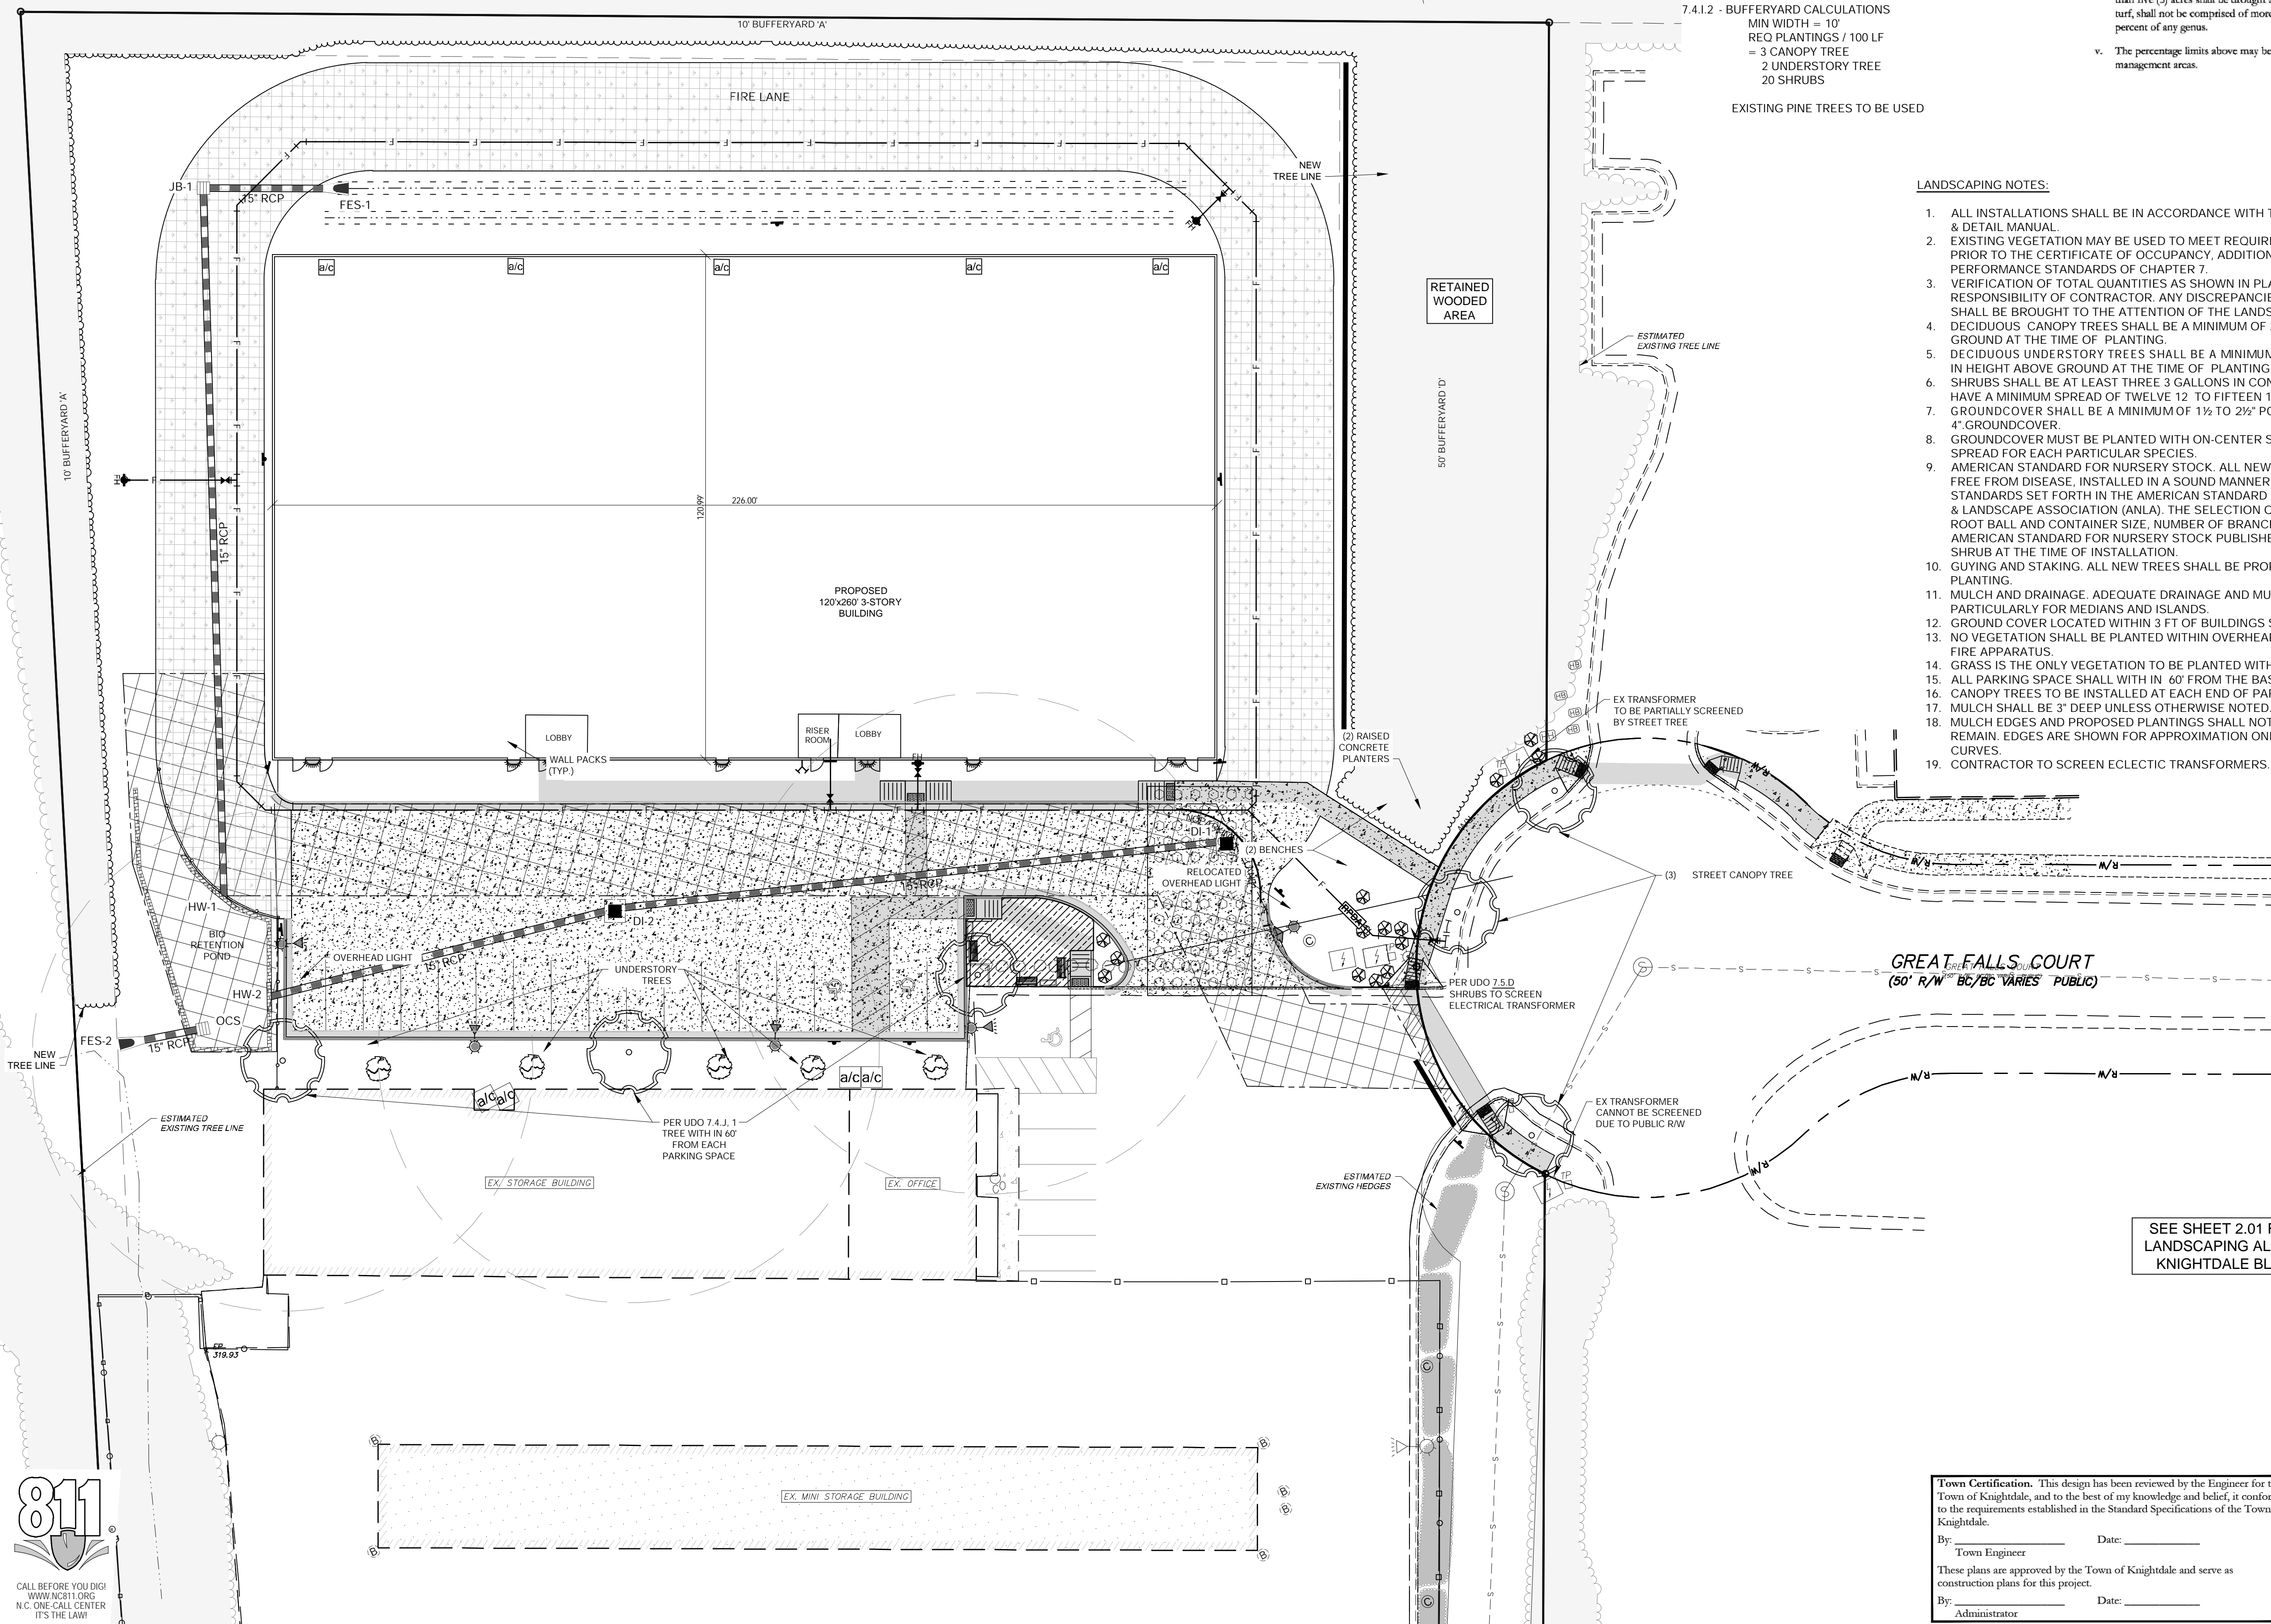 10' BUFFERYARD 'A'
7.4.I.2 - BUFFERYARD CALCULATIONS
MIN WIDTH = 10'
REQ PLANTINGS / 100 LF
= 3 CANOPY TREE
2 UNDERSTORY TREE
20 SHRUBS
EXISTING PINE TREES TO BE USED
turf, shall not be comprised of more
percent of any genus.
v. The percentage limits above may be
management areas.
FIRE LANE
NEW
TREE LINE
JB-1
15" RCP
FES-1
FH
a/c
a/c
a/c
a/c
a/c
RETAINED
WOODED
AREA
ESTIMATED
EXISTING TREE LINE
10' BUFFERYARD 'A'
50' BUFFERYARD 'D'
FH
15" RCP
226.00'
120.99'
PROPOSED
120'x260' 3-STORY
BUILDING
LOBBY
RISER
ROOM
LOBBY
WALL PACKS
(TYP.)
FH
(2) RAISED
CONCRETE
PLANTERS
EX TRANSFORMER
TO BE PARTIALLY SCREENED
BY STREET TREE
HB
HB
HB
HB
HH
TP
LANDSCAPING NOTES:
1. ALL INSTALLATIONS SHALL BE IN ACCORDANCE WITH
& DETAIL MANUAL.
2. EXISTING VEGETATION MAY BE USED TO MEET
PRIOR TO THE CERTIFICATE OF OCCUPANCY,
PERFORMANCE STANDARDS OF CHAPTER 7.
3. VERIFICATION OF TOTAL QUANTITIES AS SHOWN IN
RESPONSIBILITY OF CONTRACTOR. ANY
SHALL BE BROUGHT TO THE ATTENTION OF THE
4. DECIDUOUS CANOPY TREES SHALL BE A MINIMUM OF
GROUND AT THE TIME OF PLANTING.
5. DECIDUOUS UNDERSTORY TREES SHALL BE A MINIMUM
IN HEIGHT ABOVE GROUND AT THE TIME OF PLANTING
6. SHRUBS SHALL BE AT LEAST THREE 3 GALLONS IN
HAVE A MINIMUM SPREAD OF TWELVE 12 TO FIFTEEN
7. GROUNDCOVER SHALL BE A MINIMUM OF 1½ TO 2½"
4".GROUNDCOVER.
8. GROUNDCOVER MUST BE PLANTED WITH ON-CENTER
SPREAD FOR EACH PARTICULAR SPECIES.
9. AMERICAN STANDARD FOR NURSERY STOCK. ALL NEW
FREE FROM DISEASE, INSTALLED IN A SOUND MANNER
STANDARDS SET FORTH IN THE AMERICAN STANDARD
& LANDSCAPE ASSOCIATION (ANLA). THE SELECTION
ROOT BALL AND CONTAINER SIZE, NUMBER OF
AMERICAN STANDARD FOR NURSERY STOCK
SHRUB AT THE TIME OF INSTALLATION.
10. GUYING AND STAKING. ALL NEW TREES SHALL BE
PLANTING.
11. MULCH AND DRAINAGE. ADEQUATE DRAINAGE AND
PARTICULARLY FOR MEDIANS AND ISLANDS.
12. GROUND COVER LOCATED WITHIN 3 FT OF BUILDINGS
13. NO VEGETATION SHALL BE PLANTED WITHIN
FIRE APPARATUS.
14. GRASS IS THE ONLY VEGETATION TO BE PLANTED
15. ALL PARKING SPACE SHALL WITH IN 60' FROM THE
16. CANOPY TREES TO BE INSTALLED AT EACH END OF
17. MULCH SHALL BE 3" DEEP UNLESS OTHERWISE NOTED.
18. MULCH EDGES AND PROPOSED PLANTINGS SHALL
REMAIN. EDGES ARE SHOWN FOR APPROXIMATION
CURVES.
19. CONTRACTOR TO SCREEN ECLECTIC TRANSFORMERS.
DI-1
(2) BENCHES
RELOCATED
OVERHEAD LIGHT
(3) STREET CANOPY TREE
R/W
R/W
R/W
R/W
15" RCP
HW-1
BIO
RETENTION
POND
DI-2
OVERHEAD LIGHT
15" RCP
UNDERSTORY
TREES
HW-2
OCS
FES-2
15" RCP
NEW
TREE LINE
RPDA
PER UDO 7.5.D
SHRUBS TO SCREEN
ELECTRICAL TRANSFORMER
GREAT FALLS COURT
(50' R/W BC/BC VARIES PUBLIC)
R/W
R/W
R/W
a/c a/c
a/c a/c
ESTIMATED
EXISTING TREE LINE
PER UDO 7.4.J, 1
TREE WITH IN 60'
FROM EACH
PARKING SPACE
EX TRANSFORMER
CANNOT BE SCREENED
DUE TO PUBLIC R/W
TP
EX. STORAGE BUILDING
EX. OFFICE
ESTIMATED
EXISTING HEDGES
SEE SHEET 2.01
LANDSCAPING
KNIGHTDALE
319.93
EX. MINI STORAGE BUILDING
811
CALL BEFORE YOU DIG!
WWW.NC811.ORG
N.C. ONE-CALL CENTER
IT'S THE LAW!
Town Certification. This design has been reviewed by the Engineer for
Town of Knightdale, and to the best of my knowledge and belief, it
to the requirements established in the Standard Specifications of the Town
Knightdale.
By: Date:
Town Engineer
These plans are approved by the Town of Knightdale and serve as
construction plans for this project.
By: Date:
Administrator